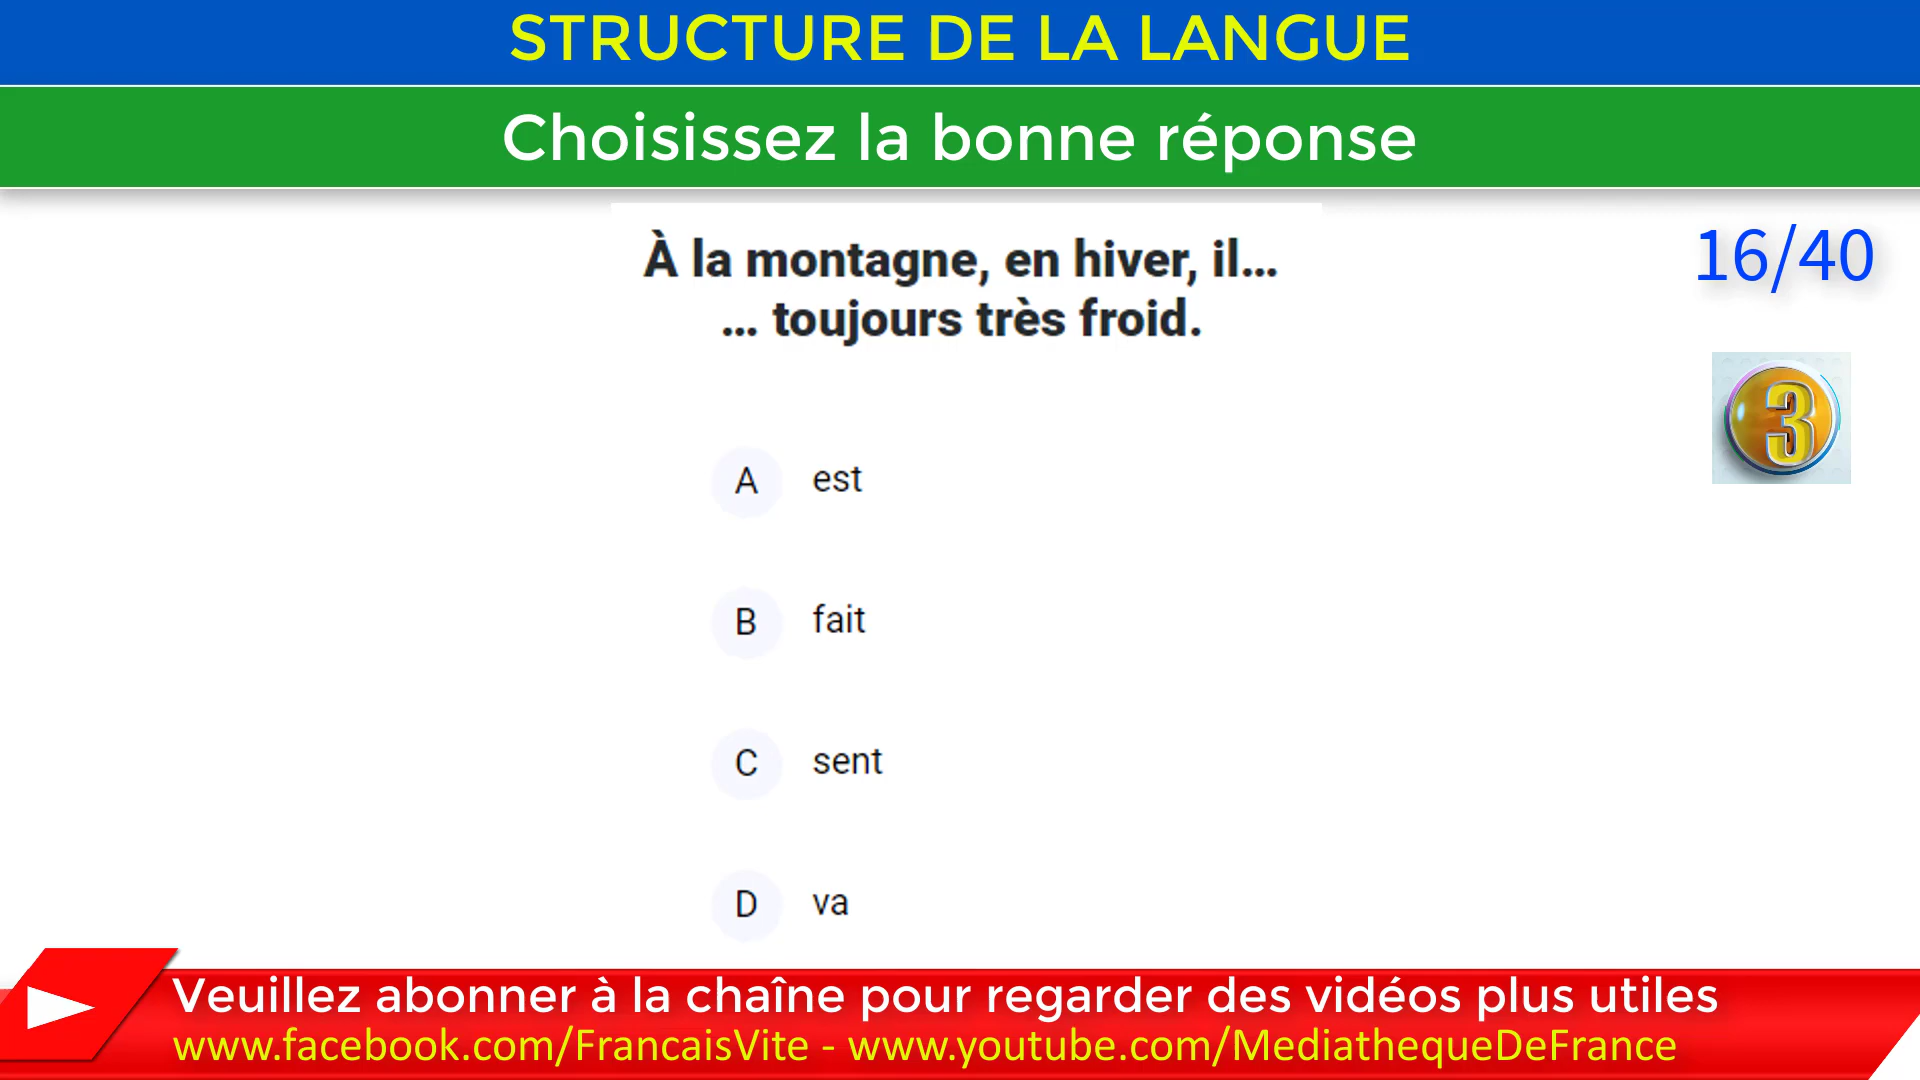 STRUCTURE DE LA LANGUE
Choisissez la bonne réponse
À la montagne, en hiver, il...
... toujours très froid.
16/40
3
A est
B fait
C sent
D va
Veuillez abonner à la chaîne pour regarder des vidéos plus utiles
www.facebook.com/FrancaisVite - www.youtube.com/MediathequeDeFrance